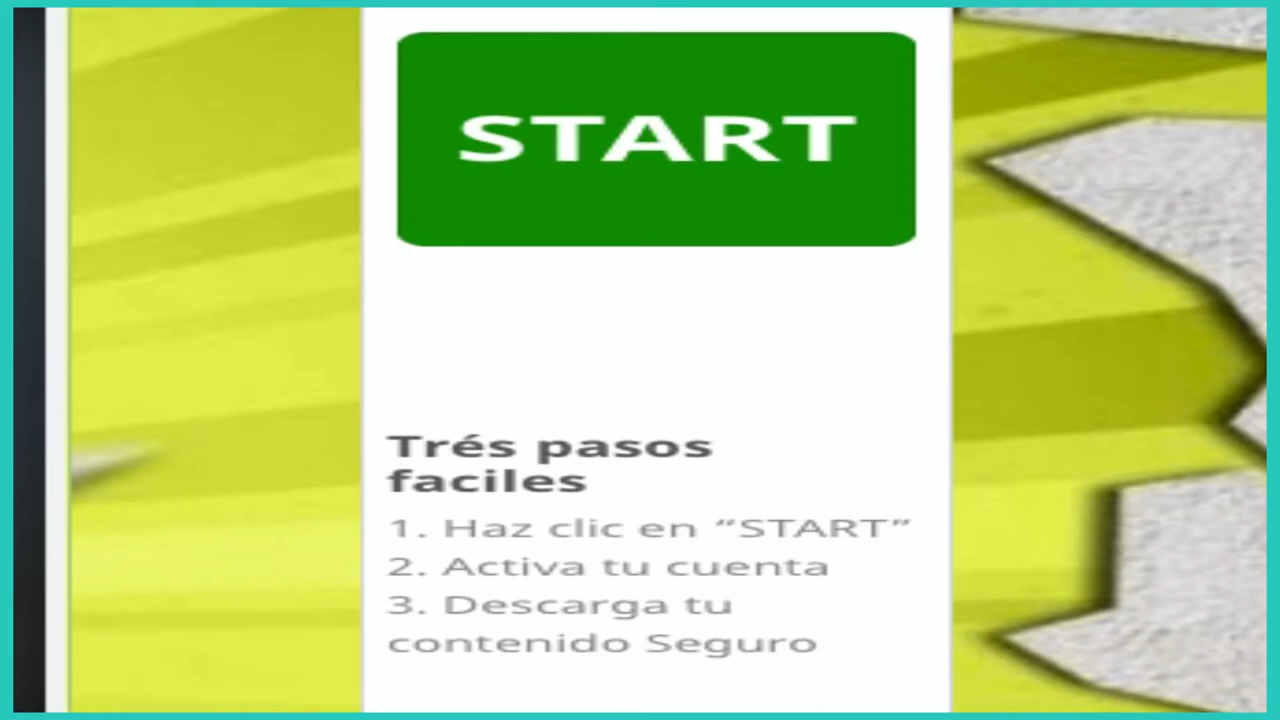 START
Trés pasos
faciles
1. Haz clic en “START”
2. Activa tu cuenta
3. Descarga tu
contenido Seguro